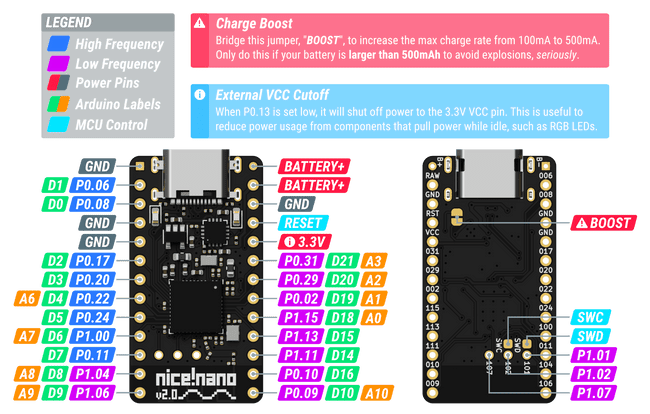 LEGEND
High Frequency
Low Frequency
Power Pins
Arduino Labels
MCU Control
Charge Boost
Bridge this jumper, "BOOST", to increase the max charge rate from 100mA to 500mA.
Only do this if your battery is larger than 500mAh to avoid explosions, seriously.
External VCC Cutoff
When P0.13 is set low, it will shut off power to the 3.3V VCC pin. This is useful to
reduce power usage from components that pull power while idle, such as RGB LEDs.
GND
D1 P0.06
D0 P0.08
GND
GND
D2 P0.17
D3 P0.20
A6 D4 P0.22
D5 P0.24
A7 D6 P1.00
D7 P0.11
A8 D8 P1.04
A9 D9 P1.06
nice!nano
v2.0
BATTERY+
BATTERY+
GND
RESET
3.3V
P0.31 D21 A3
P0.29 D20 A2
P0.02 D19 A1
P1.15 D18 A0
P1.13 D15
P1.11 D14
P0.10 D16
P0.09 D10 A10
B+
RAW
GND
RST
VCC
031
029
002
115
113
111
010
009
B-
006
008
GND
GND
017
020
022
024
100
011
104
106
SWC
SWD
101
102
107
BOOST
SWC
SWD
P1.01
P1.02
P1.07